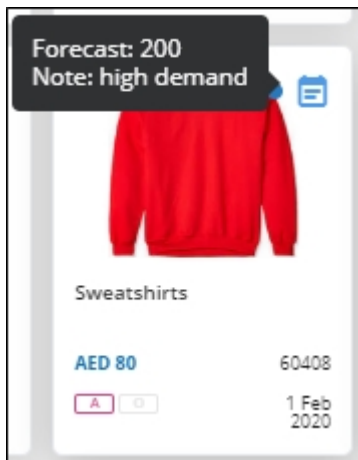 Forecast: 200
Note: high demand
Sweatshirts
AED 80 60408
A O 1 Feb
2020